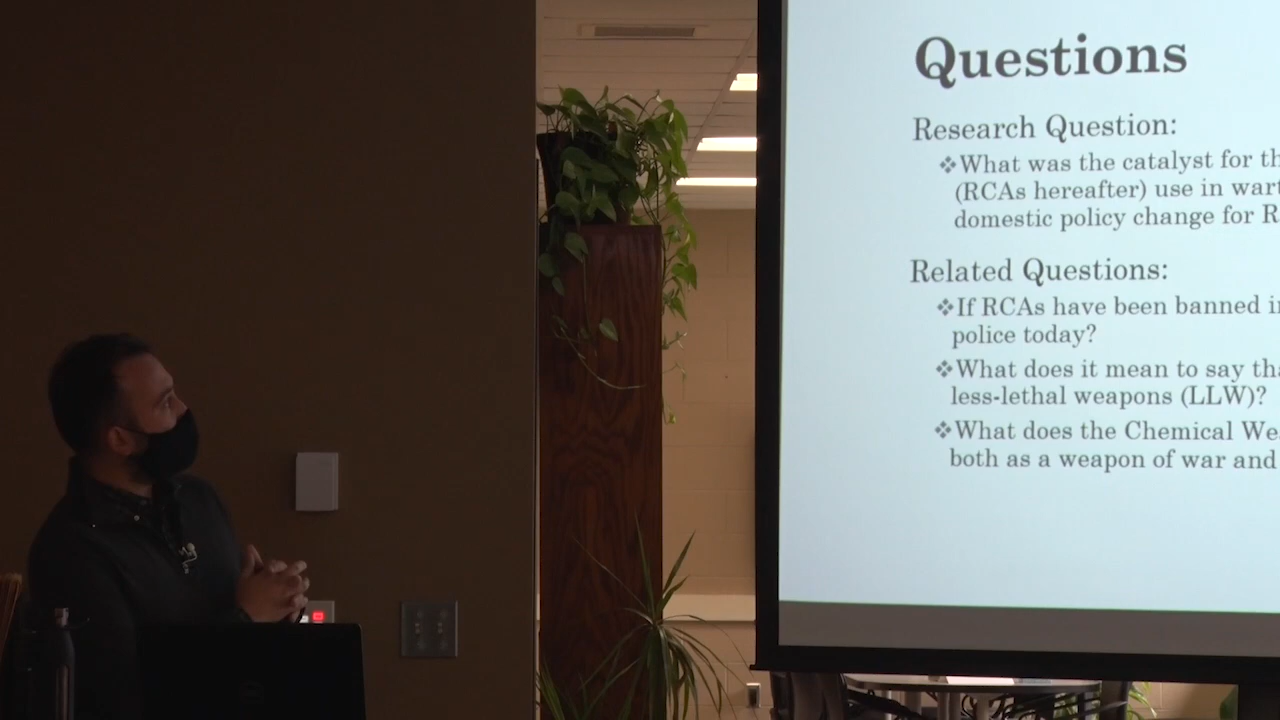 Questions
Research Question:
❖What was the catalyst for th
(RCAs hereafter) use in wart
domestic policy change for R
Related Questions:
❖If RCAs have been banned in
police today?
❖What does it mean to say tha
less-lethal weapons (LLW)?
❖What does the Chemical We
both as a weapon of war and